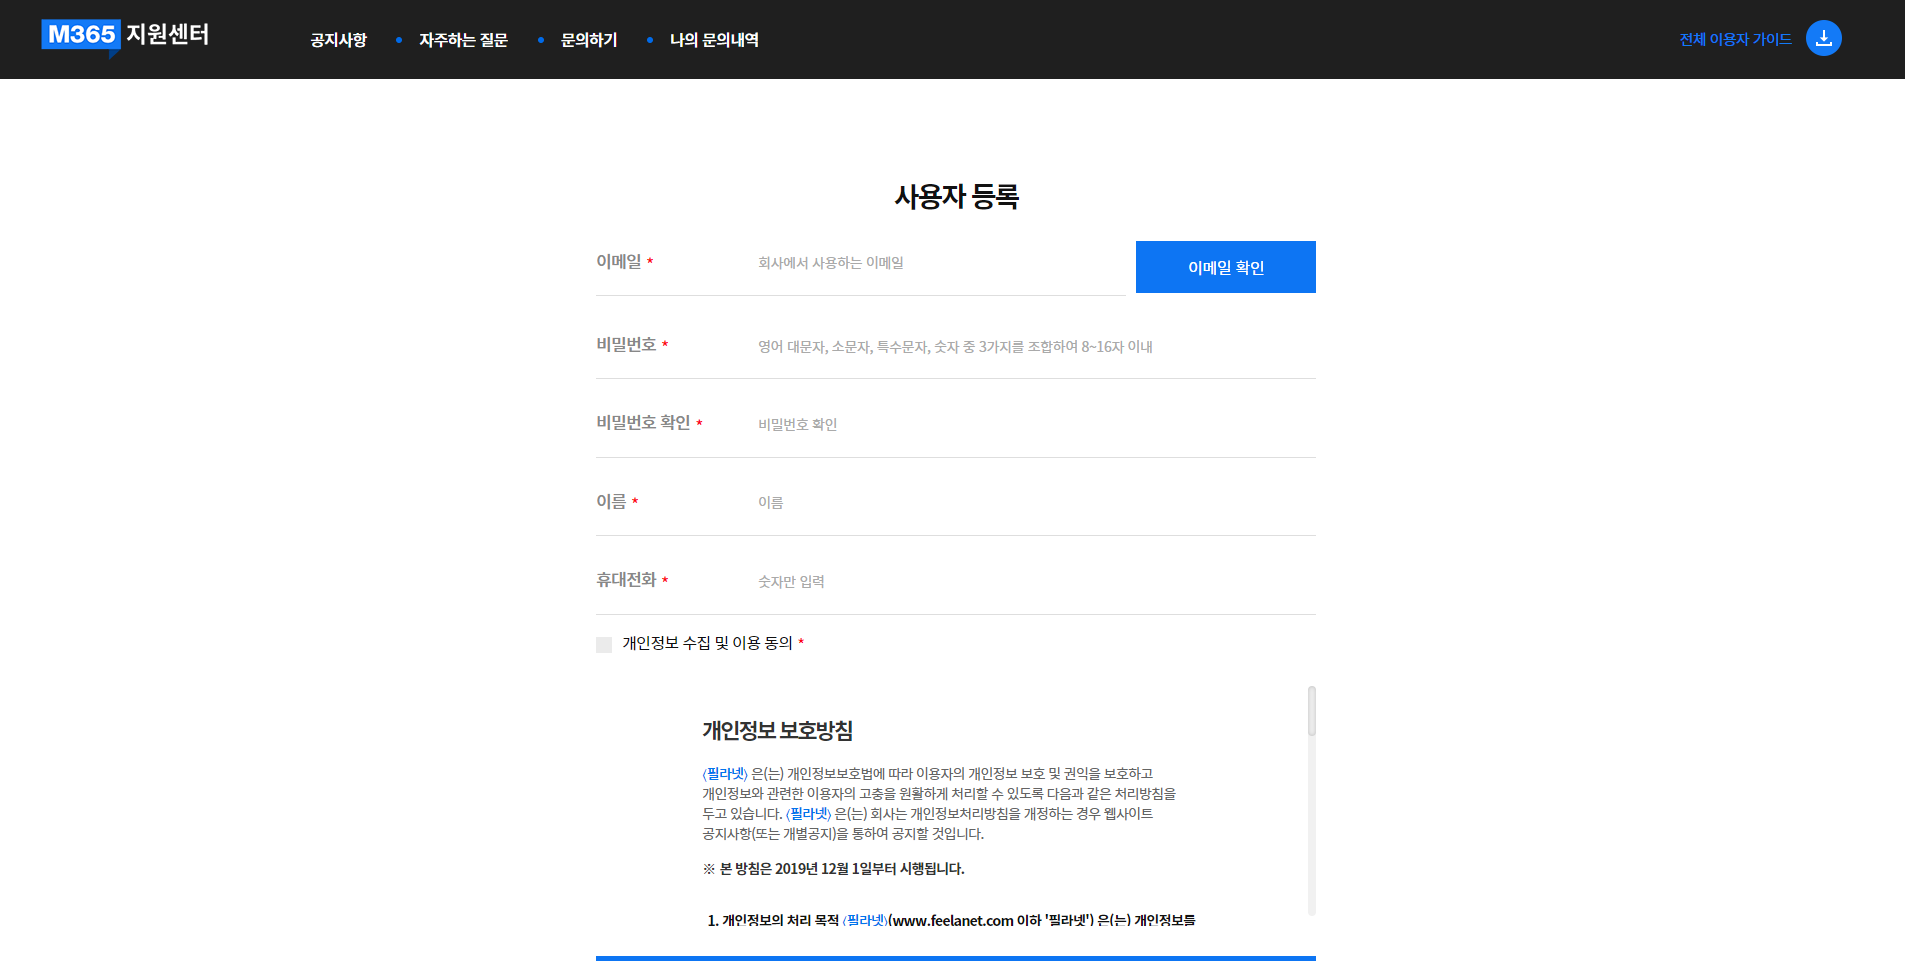 M365 지원센터
공지사항 • 자주하는 질문 • 문의하기 • 나의 문의내역
전체 이용자 가이드
사용자 등록
이메일 * 회사에서 사용하는 이메일 이메일 확인
비밀번호 * 영어 대문자, 소문자, 특수문자, 숫자 중 3가지를 조합하여 8~16자 이내
비밀번호 확인 * 비밀번호 확인
이름 * 이름
휴대전화 * 숫자만 입력
개인정보 수집 및 이용 동의 *
개인정보 보호방침
<필라넷> 은(는) 개인정보보호법에 따라 이용자의 개인정보 보호 및 권익을 보호하고
개인정보와 관련한 이용자의 고충을 원활하게 처리할 수 있도록 다음과 같은 처리방침을
두고 있습니다. <필라넷> 은(는) 회사는 개인정보처리방침을 개정하는 경우 웹사이트
공지사항(또는 개별공지)을 통하여 공지할 것입니다.
※ 본 방침은 2019년 12월 1일부터 시행됩니다.
1. 개인정보의 처리 목적 <필라넷>(www.feelanet.com 이하 '필라넷') 은(는) 개인정보를